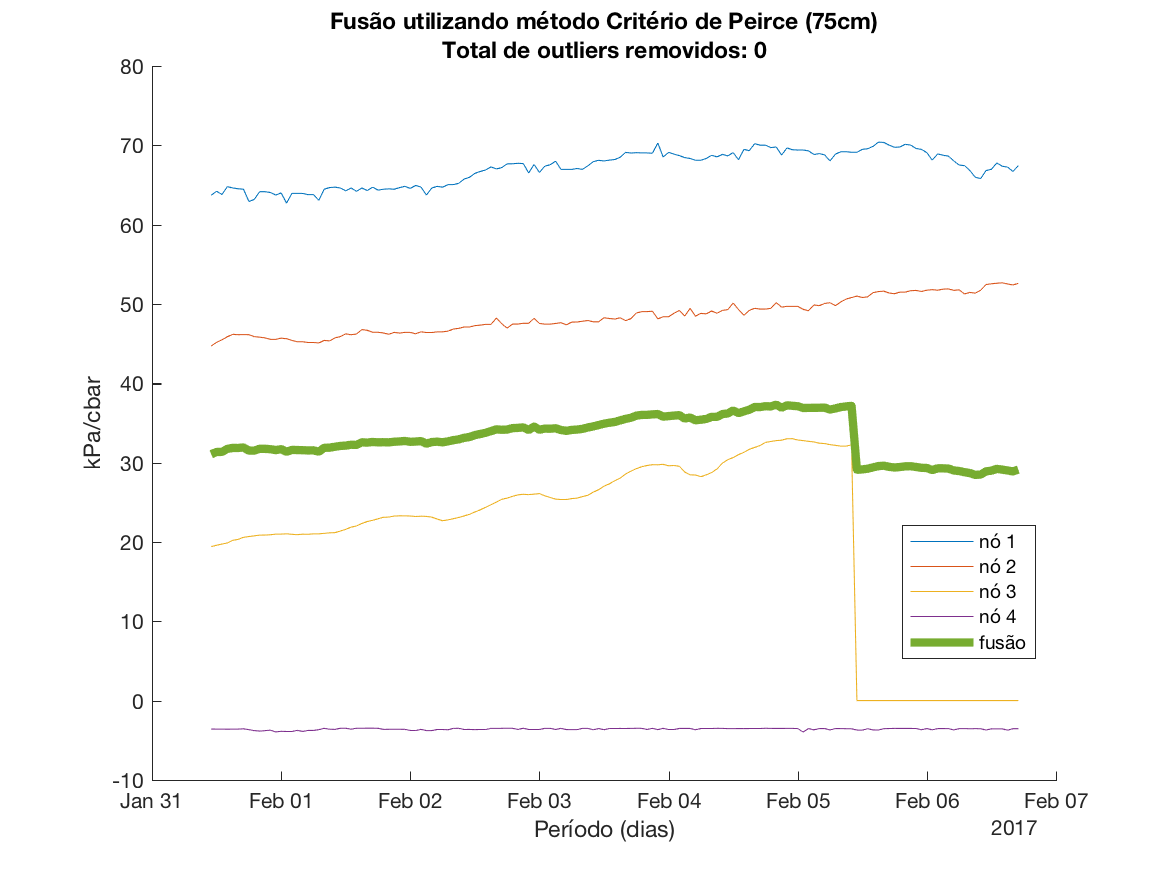 Fusão utilizando método Critério de Peirce (75cm)
Total de outliers removidos: 0
80
70
60
50
40
30
20
10
0
-10
kPa/cbar
nó 1
nó 2
nó 3
nó 4
fusão
Jan 31 Feb 01 Feb 02 Feb 03 Feb 04 Feb 05 Feb 06 Feb 07
Período (dias)
2017